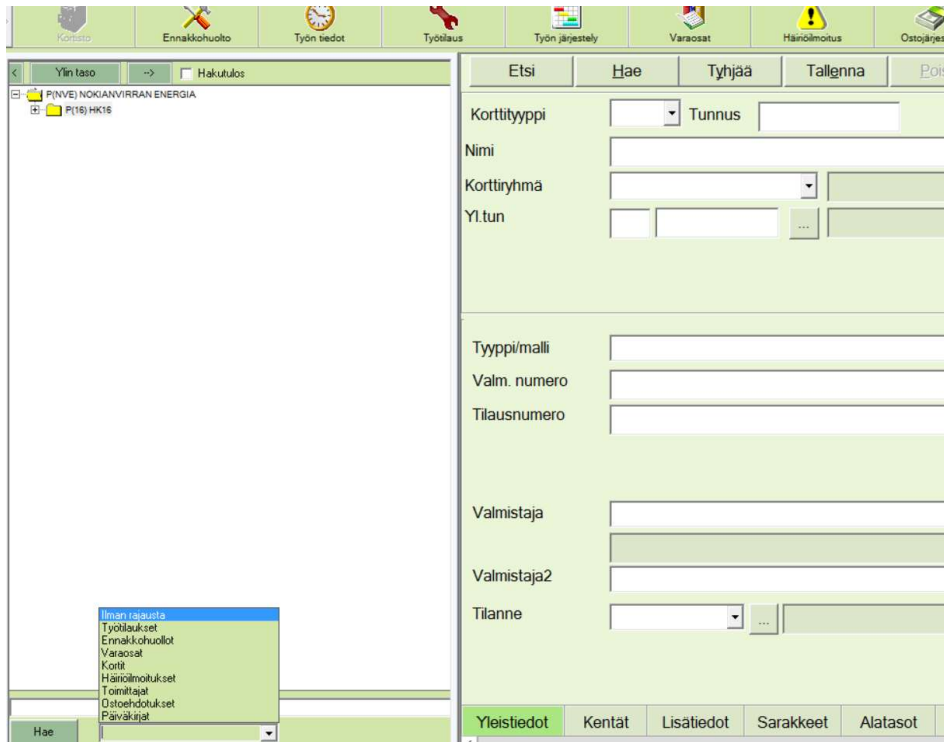 Kortisto Ennakkohuolto Työn tiedot Työtilaus Työn järjestely Varaosat Häiriöilmoitus Ostojärjes
< Ylin taso --> Hakutulos
P(NVE) NOKIANVIRRAN ENERGIA
P(16) HK16
Ilman rajausta
Työtilaukset
Ennakkohuollot
Varaosat
Kortit
Häiriöilmoitukset
Toimittajat
Ostoehdotukset
Päiväkirjat
Hae
Etsi Hae Tyhjää Tallenna Pois
Korttityyppi Tunnus
Nimi
Korttiryhmä
Yl.tun ...
Tyyppi/malli
Valm. numero
Tilausnumero
Valmistaja
Valmistaja2
Tilanne ...
Yleistiedot Kentät Lisätiedot Sarakkeet Alatasot